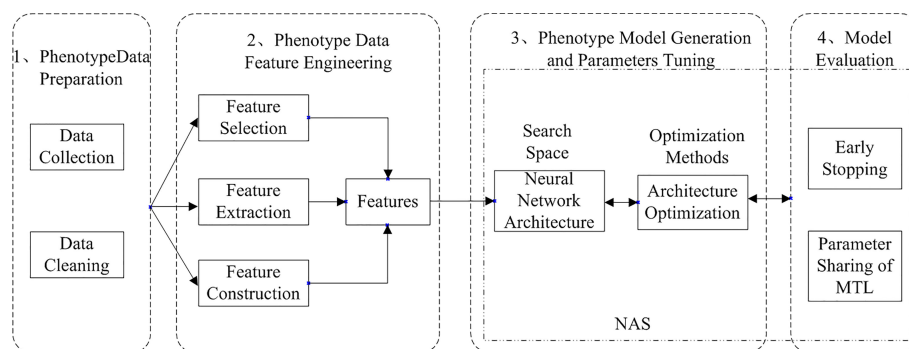 1、PhenotypeData
Preparation
Data
Collection
Data
Cleaning
2、Phenotype Data
Feature Engineering
Feature
Selection
Feature
Extraction
Feature
Construction
Features
3、Phenotype Model Generation
and Parameters Tuning
Search
Space
Neural
Network
Architecture
Optimization
Methods
Architecture
Optimization
NAS
4、Model
Evaluation
Early
Stopping
Parameter
Sharing of
MTL